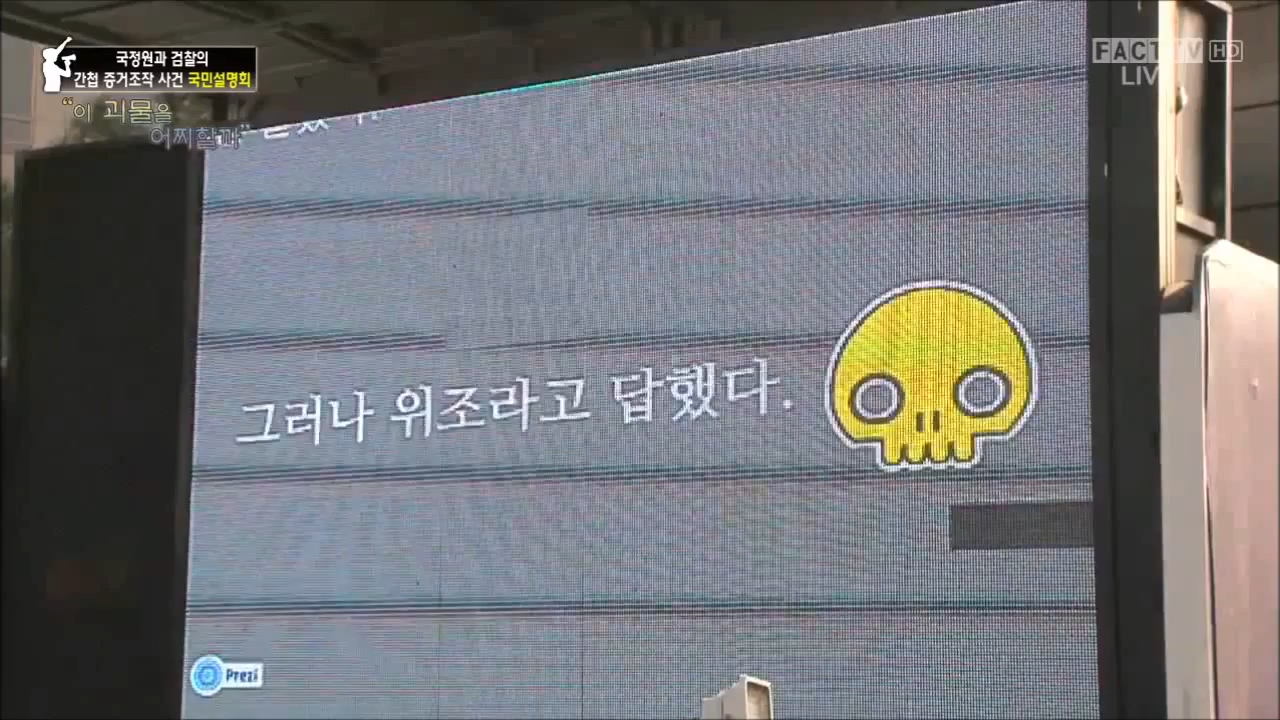 국정원과 검찰의
간첩 증거조작 사건 국민설명회
“이 괴물을
어찌할까”
FACT TV HD
LIV
그러나 위조라고 답했다.
Prezi